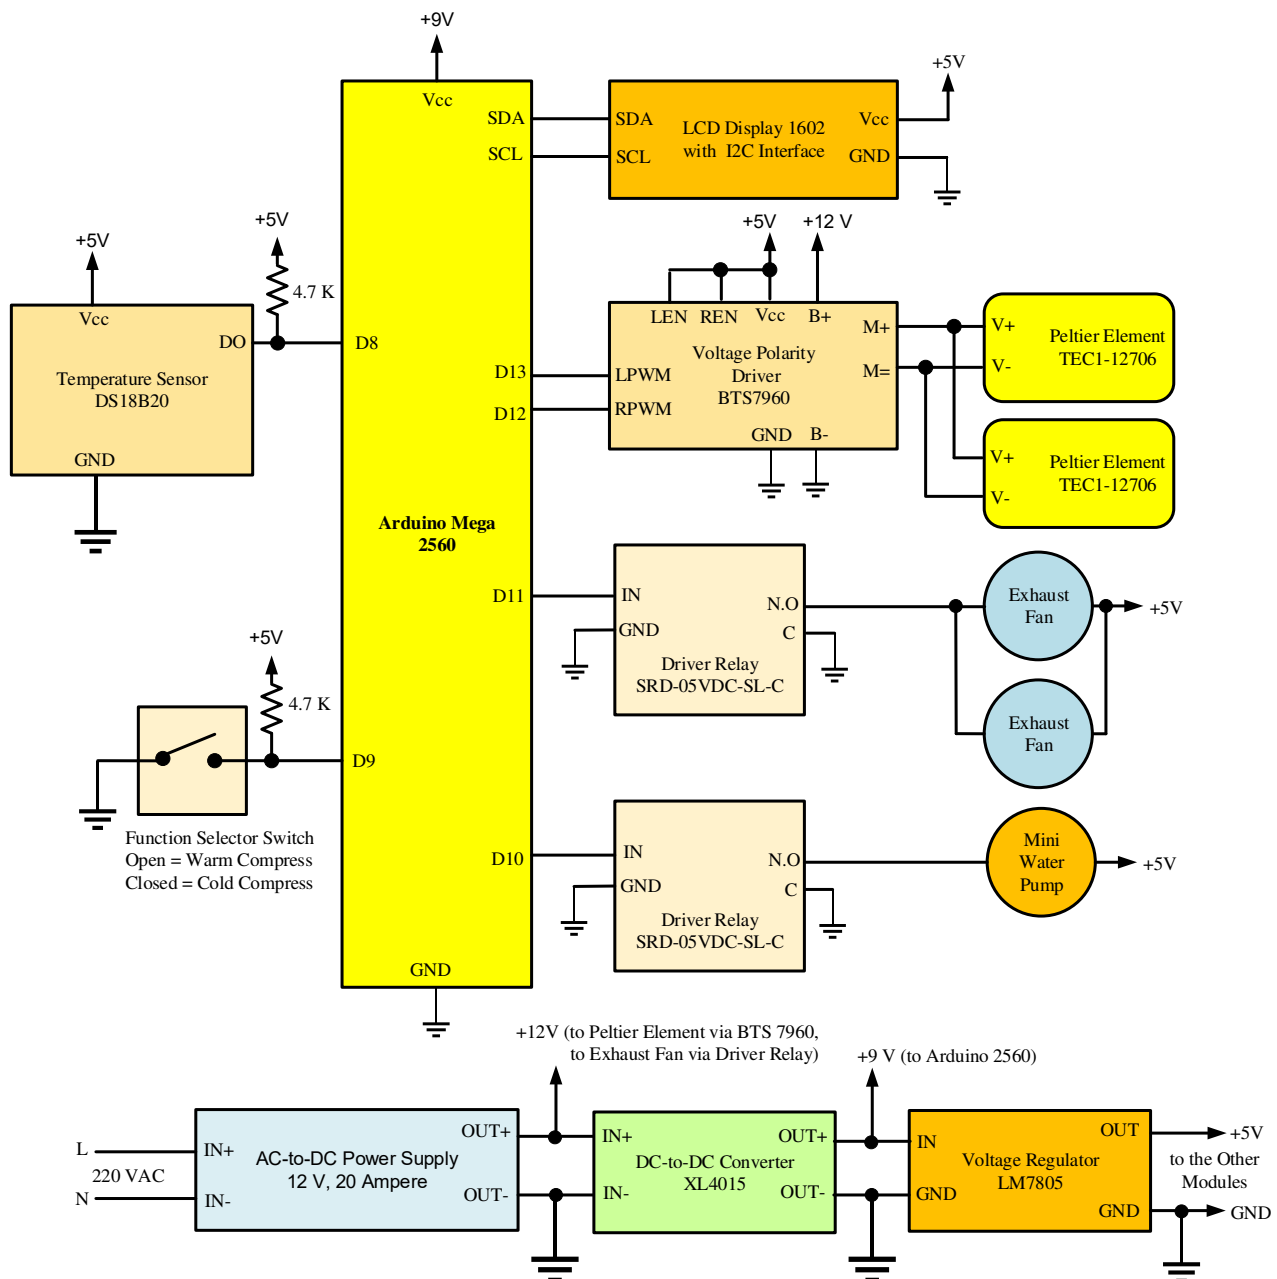 +9V
Vcc
SDA
SCL
SDA
SCL
LCD Display 1602
with I2C Interface
Vcc
GND
+5V
+5V
+5V
4.7 K
Vcc
DO
Temperature Sensor
DS18B20
GND
D8
+5V
+12 V
LEN REN Vcc B+
Voltage Polarity
Driver
BTS7960
M+
M=
LPWM
RPWM
GND B-
D13
D12
V+
V-
Peltier Element
TEC1-12706
V+
V-
Peltier Element
TEC1-12706
Arduino Mega
2560
D11
IN
GND
N.O
C
Driver Relay
SRD-05VDC-SL-C
Exhaust
Fan
+5V
Exhaust
Fan
+5V
4.7 K
D9
Function Selector Switch
Open = Warm Compress
Closed = Cold Compress
D10
IN
GND
N.O
C
Driver Relay
SRD-05VDC-SL-C
Mini
Water
Pump
+5V
GND
+12V (to Peltier Element via BTS 7960,
to Exhaust Fan via Driver Relay)
+9 V (to Arduino 2560)
L
220 VAC
N
IN+
IN-
AC-to-DC Power Supply
12 V, 20 Ampere
OUT+
OUT-
IN+
IN-
DC-to-DC Converter
XL4015
OUT+
OUT-
IN
GND
Voltage Regulator
LM7805
OUT
GND
+5V
to the Other
Modules
GND